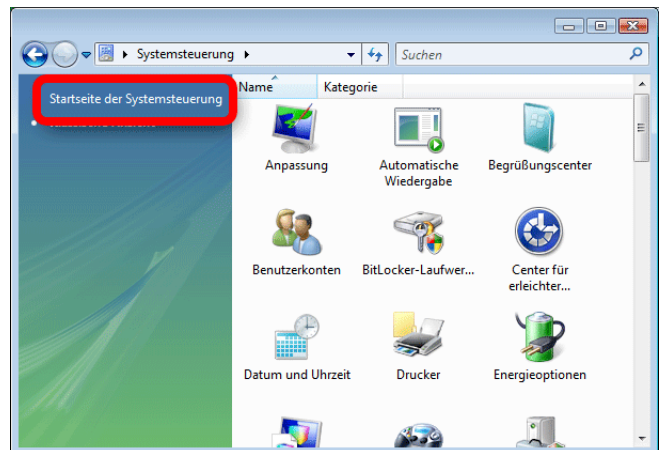 Systemsteuerung
Suchen
Startseite der Systemsteuerung
Name Kategorie
Anpassung
Automatische
Wiedergabe
Begrüßungscenter
Benutzerkonten
BitLocker-Laufwer...
Center für
erleichter...
Datum und Uhrzeit
Drucker
Energieoptionen